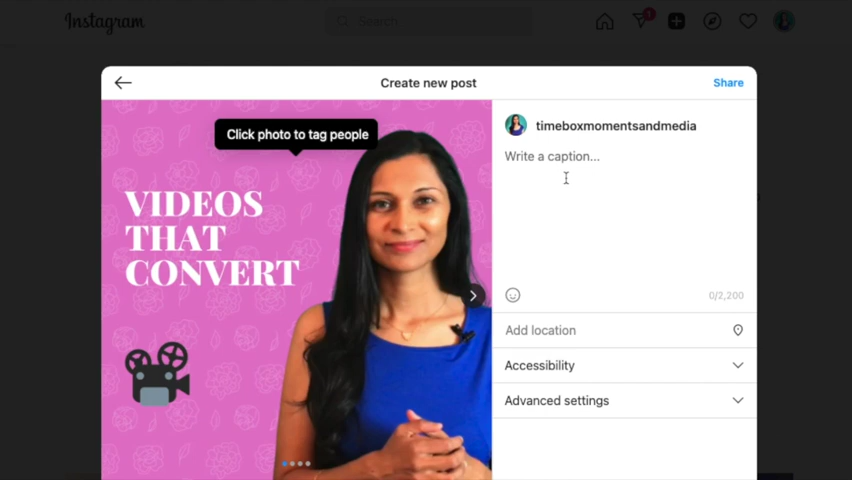 Instagram
Search
1
Create new post
Share
Click photo to tag people
VIDEOS
THAT
CONVERT
timeboxmomentsandmedia
Write a caption...
0/2,200
Add location
Accessibility
Advanced settings